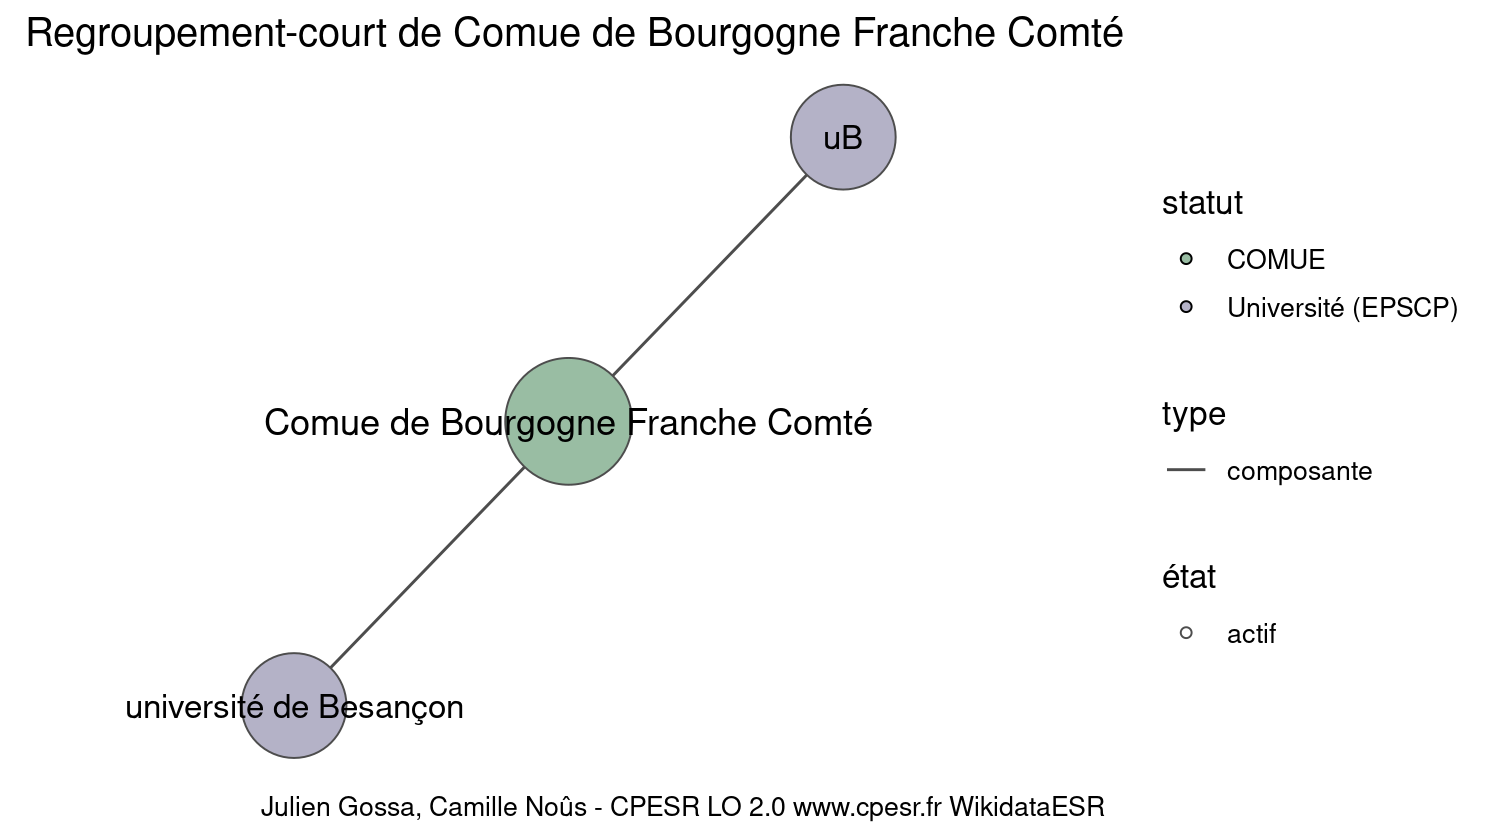 Regroupement-court de Comue de Bourgogne Franche Comté
uB
statut
COMUE
Université (EPSCP)
type
Comue de Bourgogne Franche Comté
composante
état
actif
université de Besançon
Julien Gossa, Camille Noûs - CPESR LO 2.0 www.cpesr.fr WikidataESR